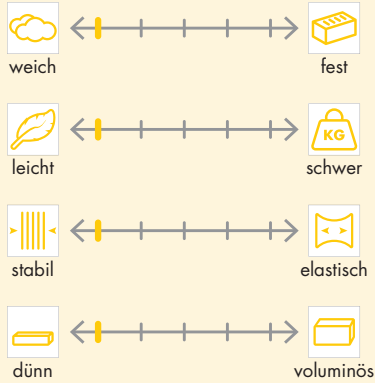 weich fest
KG
leicht schwer
stabil elastisch
dünn voluminös